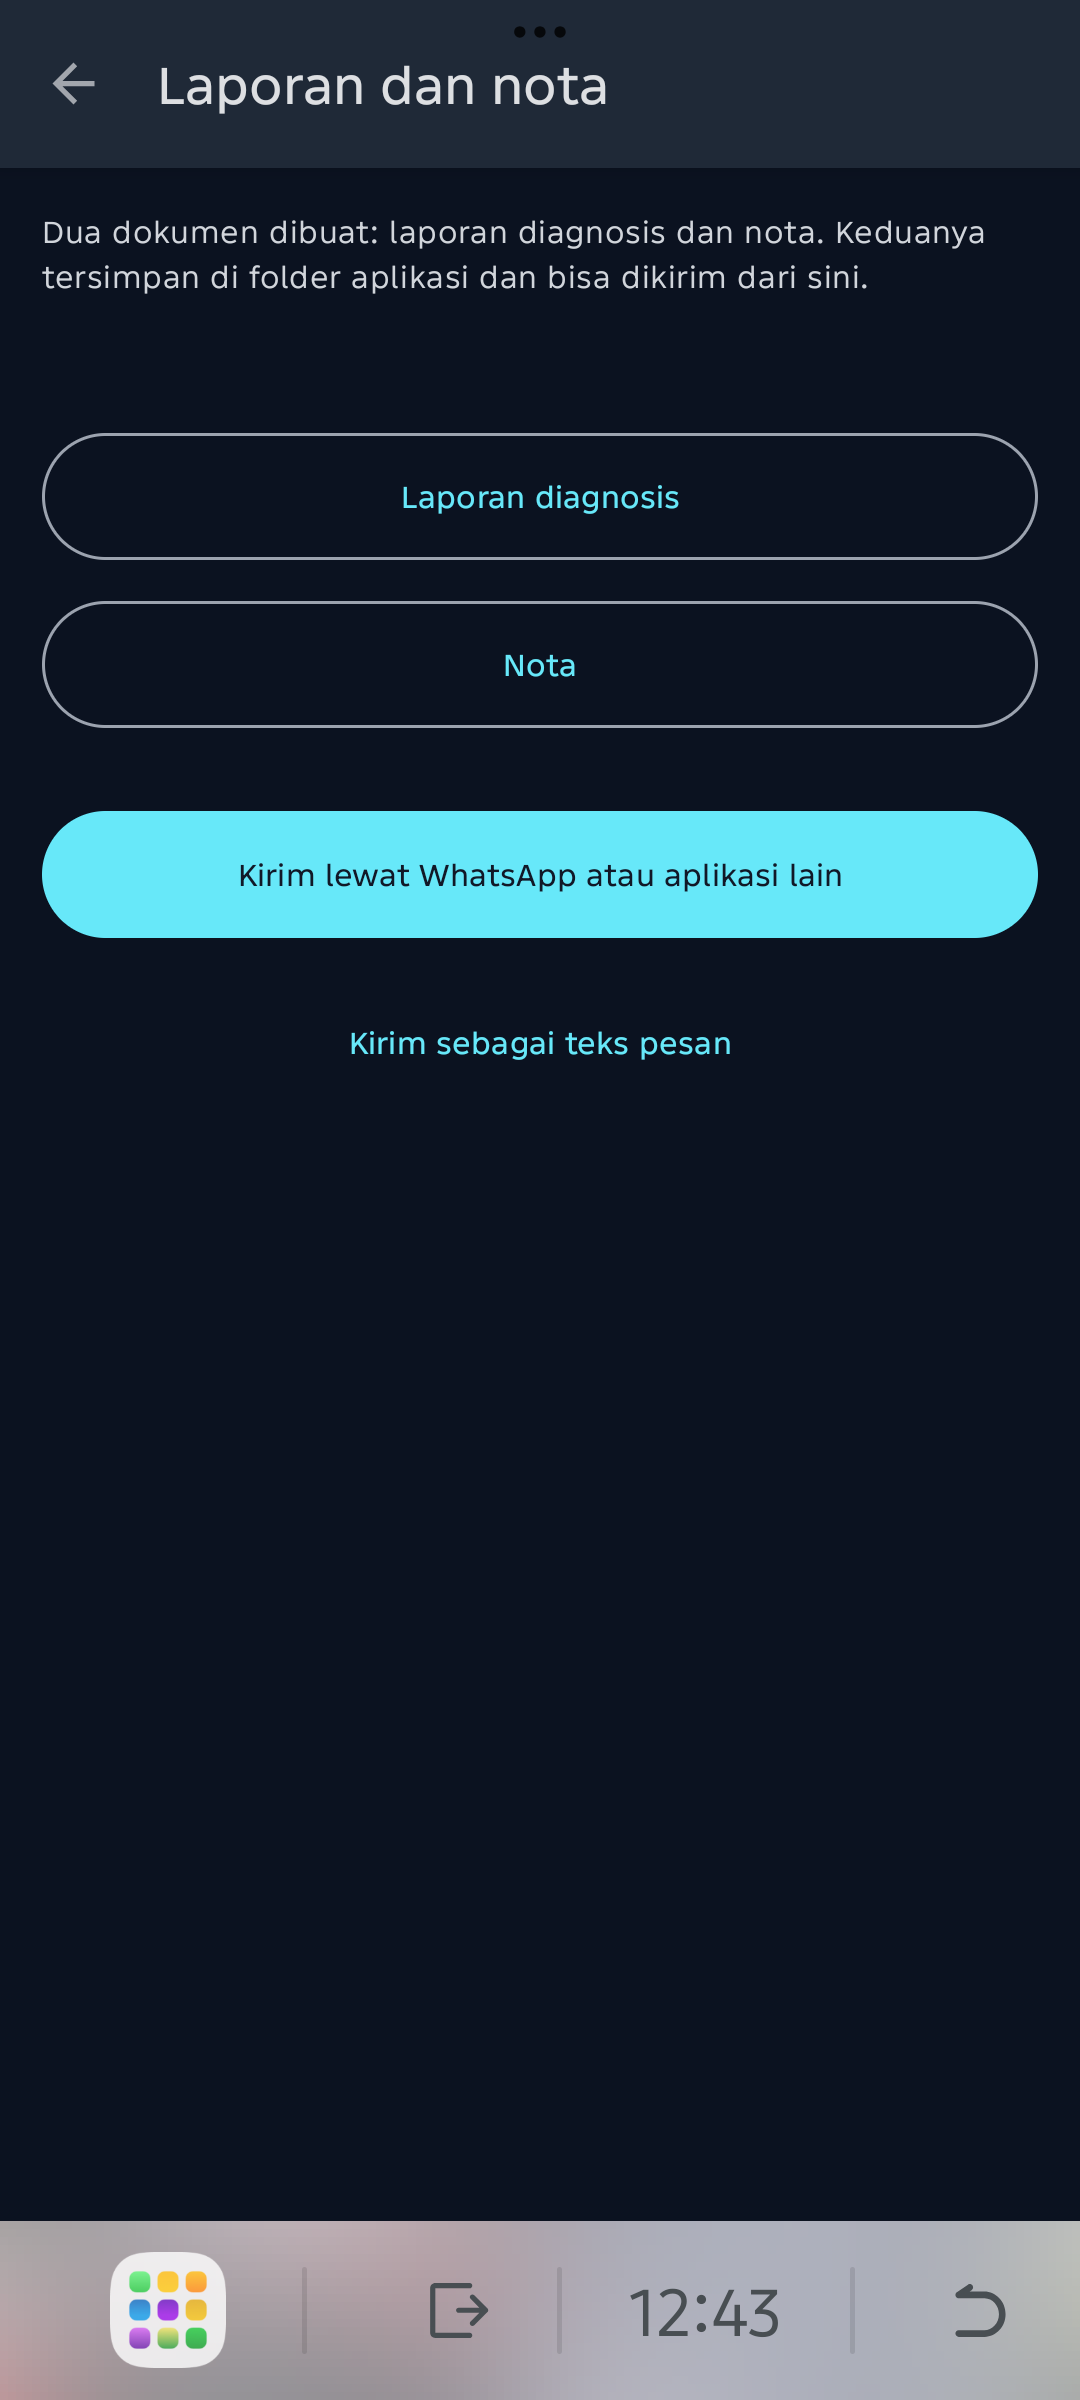 Laporan dan nota
Dua dokumen dibuat: laporan diagnosis dan nota. Keduanya
tersimpan di folder aplikasi dan bisa dikirim dari sini.
Laporan diagnosis
Nota
Kirim lewat WhatsApp atau aplikasi lain
Kirim sebagai teks pesan
12:43